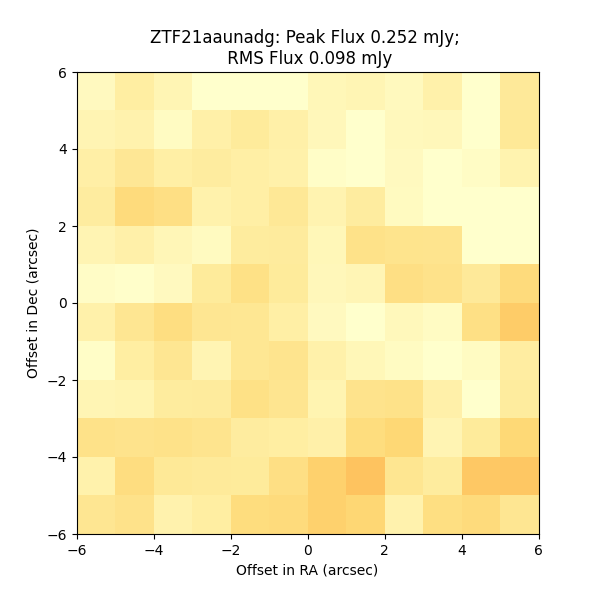 ZTF21aaunadg: Peak Flux 0.252 mJy;
RMS Flux 0.098 mJy
6
4
2
0
−2
−4
−6
Offset in Dec (arcsec)
−6 −4 −2 0 2 4 6
Offset in RA (arcsec)